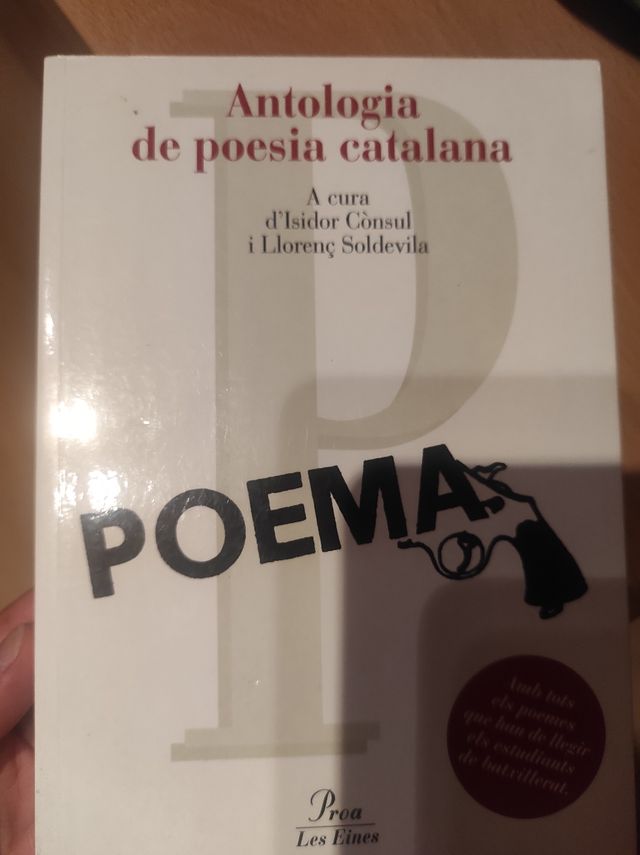 Antologia
de poesia catalana
A cura
d'Isidor Cònsul
i Llorenç Soldevila
POEMA
Amb tots
els poemes
que han de llegir
els estudiants
de batxillerat.
Proa
Les Eines